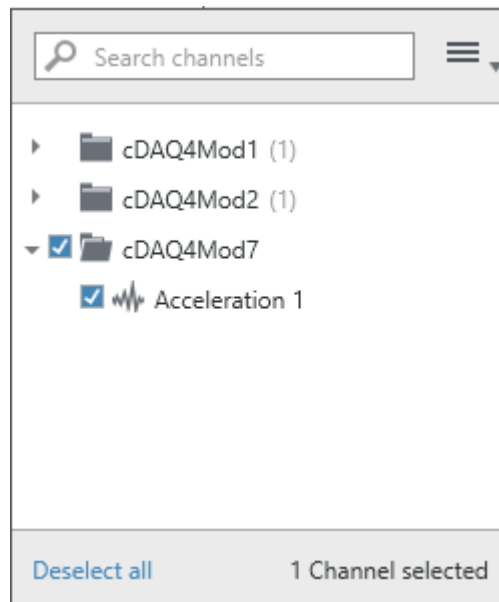 Search channels
cDAQ4Mod1 (1)
cDAQ4Mod2 (1)
cDAQ4Mod7
Acceleration 1
Deselect all 1 Channel selected